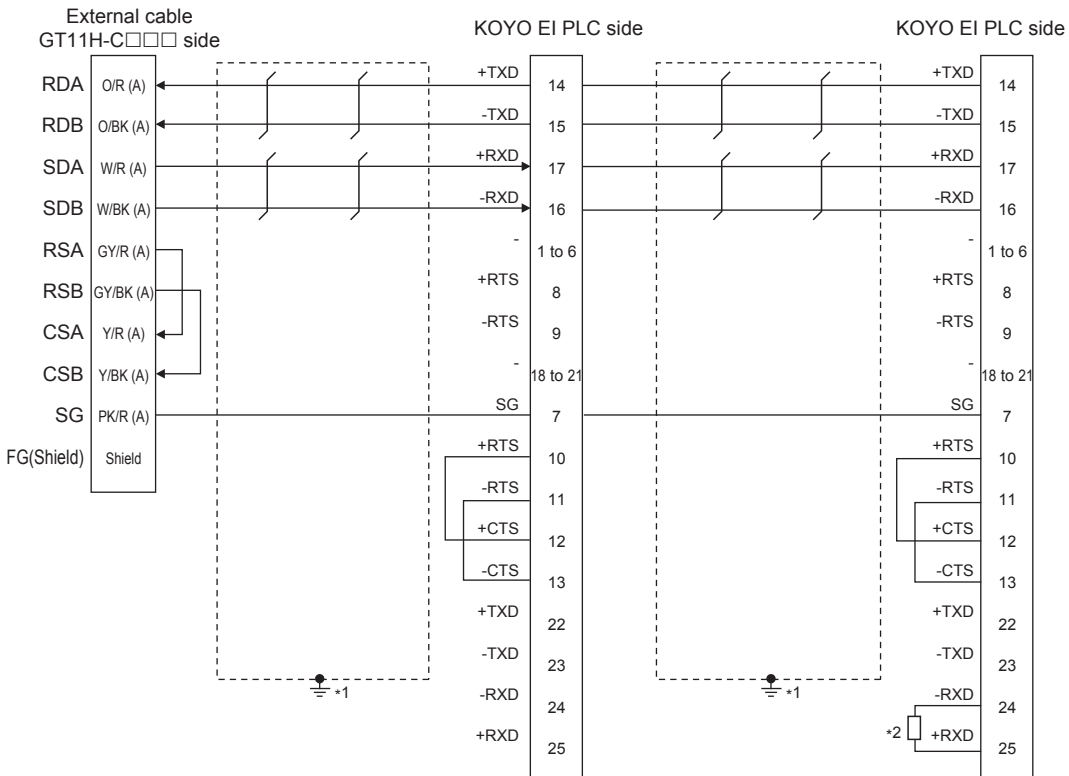 External cable
GT11H-C□□□ side
KOYO EI PLC side
KOYO EI PLC side
RDA O/R (A) +TXD 14 +TXD 14
RDB O/BK (A) -TXD 15 -TXD 15
SDA W/R (A) +RXD 17 +RXD 17
SDB W/BK (A) -RXD 16 -RXD 16
RSA GY/R (A) - 1 to 6 - 1 to 6
RSB GY/BK (A) +RTS 8 +RTS 8
CSA Y/R (A) -RTS 9 -RTS 9
CSB Y/BK (A) - 18 to 21 - 18 to 21
SG PK/R (A) SG 7 SG 7
FG(Shield) Shield +RTS 10 +RTS 10
-RTS 11 -RTS 11
+CTS 12 +CTS 12
-CTS 13 -CTS 13
+TXD 22 +TXD 22
-TXD 23 -TXD 23
*1 -RXD 24 *1 -RXD 24
+RXD 25 *2 +RXD 25